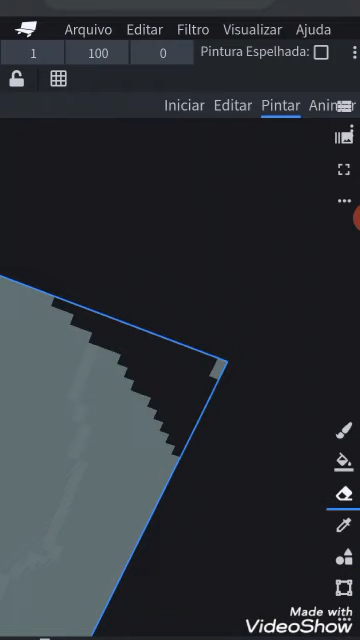 Arquivo Editar Filtro Visualizar Ajuda
1 100 0 Pintura Espelhada:
Iniciar Editar Pintar
Made with
VideoShow